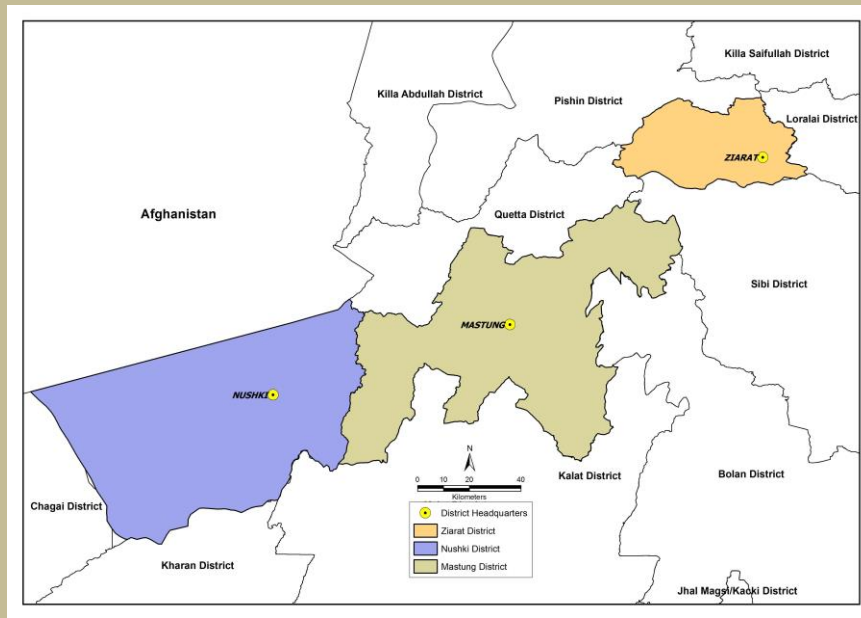 Killa Saifullah District
Killa Abdullah District
Pishin District
Loralai District
ZIARAT
Afghanistan
Quetta District
Sibi District
MASTUNG
NUSHKI
N
0 10 20 40
Kilometers
Kalat District
Bolan District
Chagai District
District Headquarters
Ziarat District
Nushki District
Mastung District
Kharan District
Jhal Magsi/Kacki District